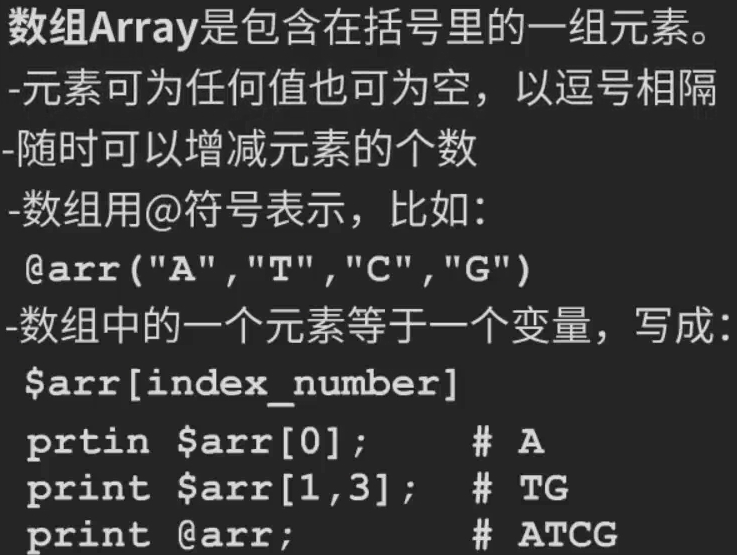 数组Array是包含在括号里的一组元素。
-元素可为任何值也可为空，以逗号相隔
-随时可以增减元素的个数
-数组用@符号表示，比如：
@arr("A","T","C","G")
-数组中的一个元素等于一个变量，写成：
$arr[index_number]
prtin $arr[0]; # A
print $arr[1,3]; # TG
print @arr; # ATCG